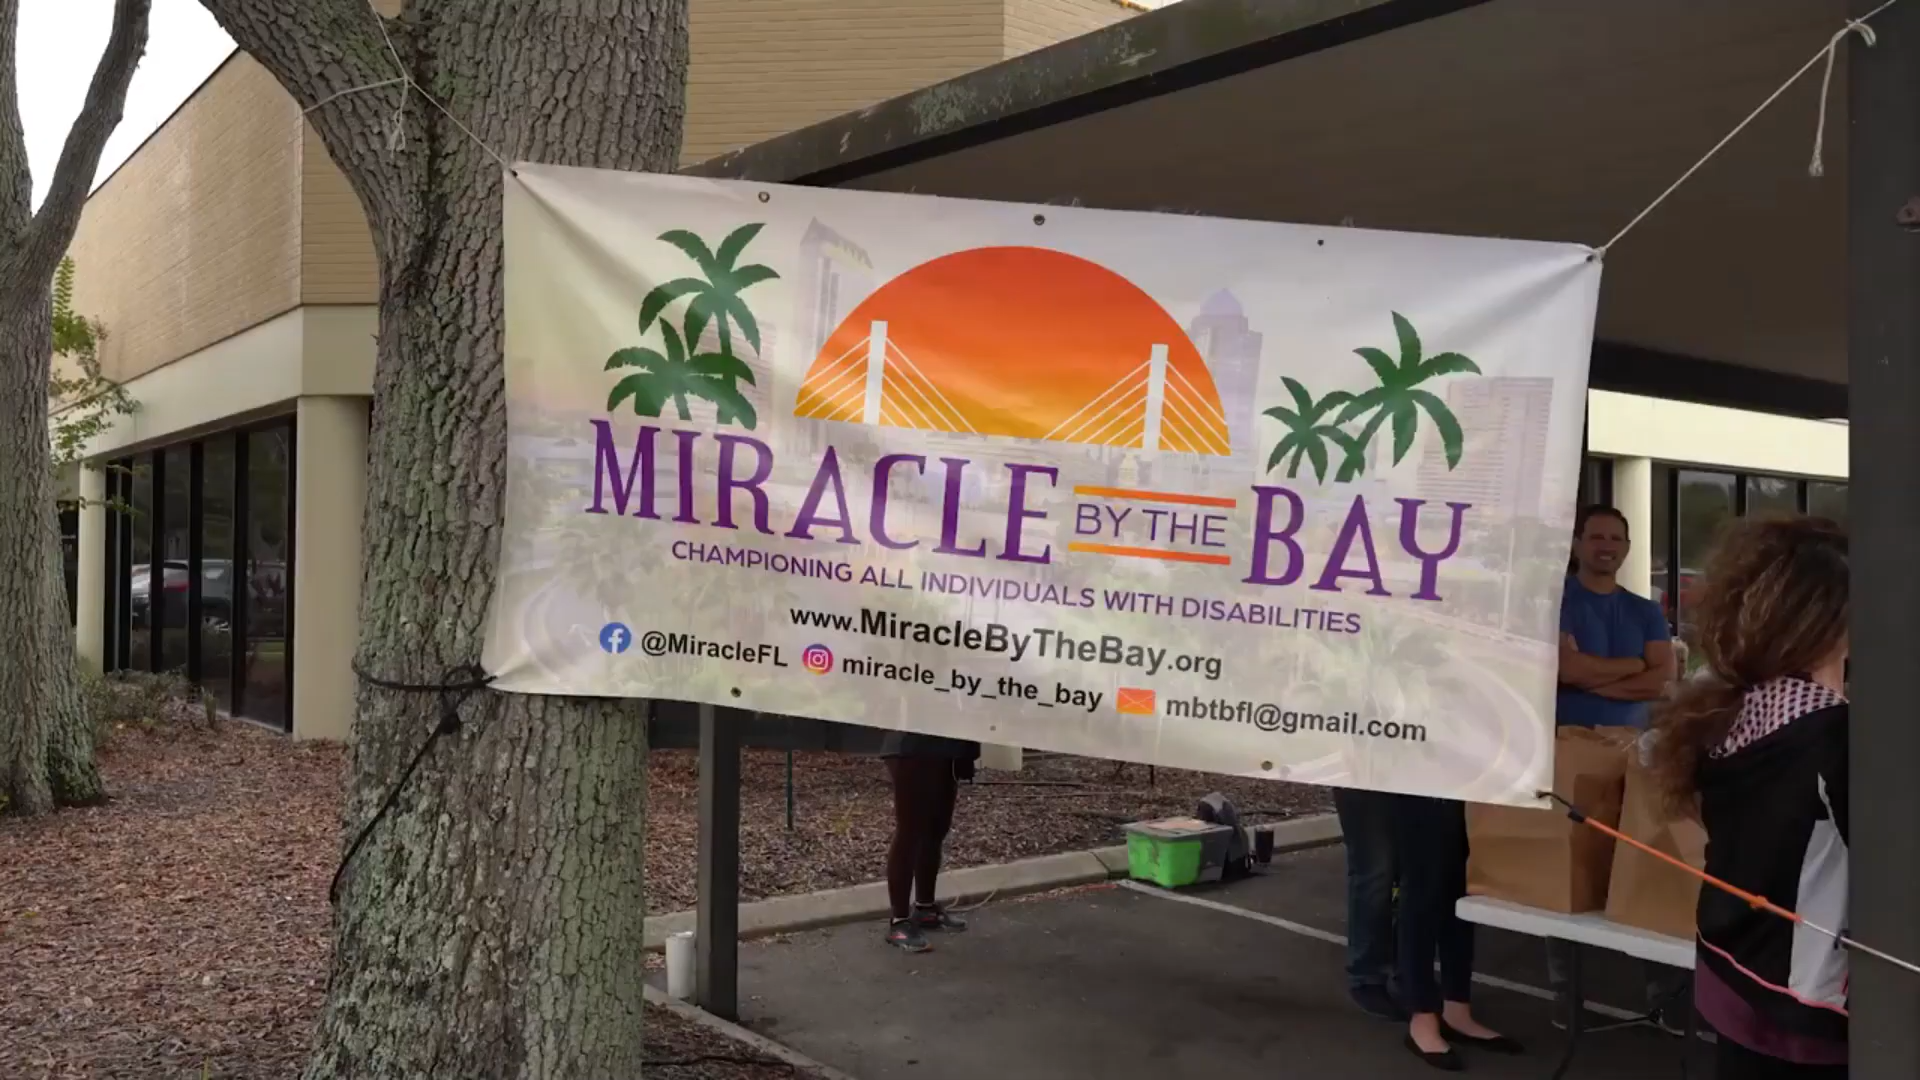 MIRACLE BY THE BAY
CHAMPIONING ALL INDIVIDUALS WITH DISABILITIES
www.MiracleByTheBay.org
@MiracleFL miracle_by_the_bay mbtbfl@gmail.com